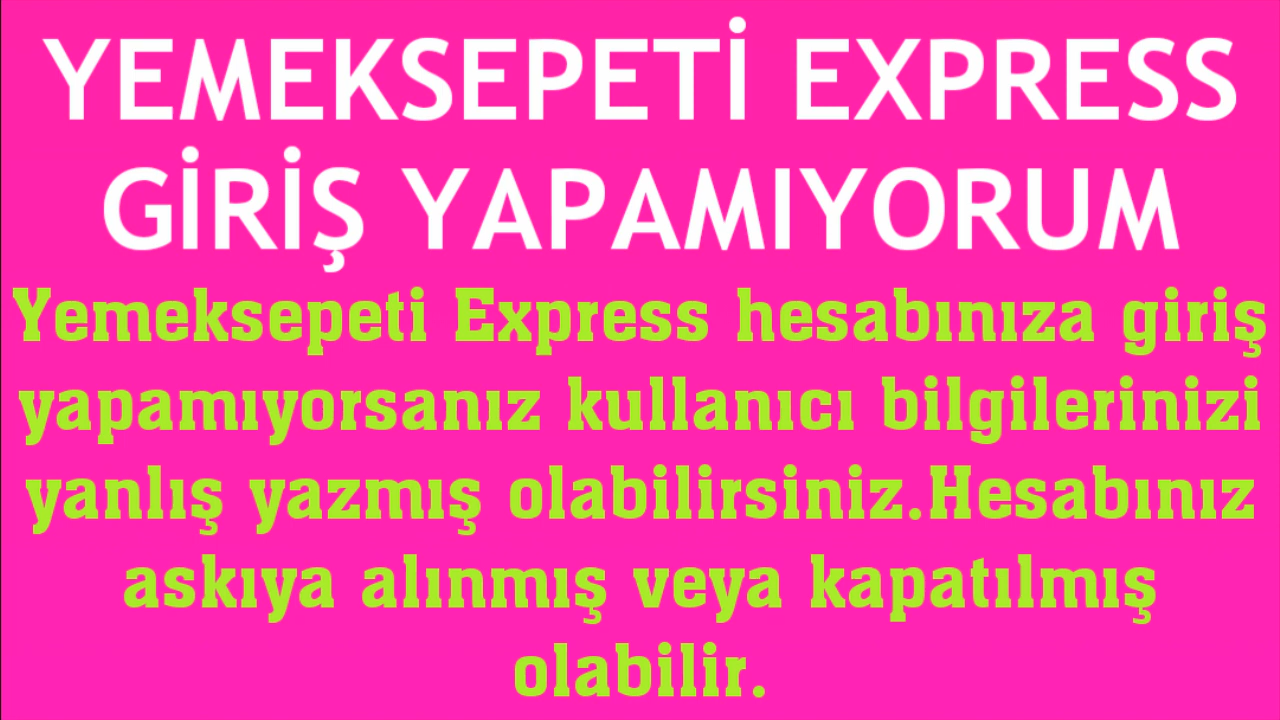 YEMEKSEPETİ EXPRESS
GİRİŞ YAPAMIYORUM
Yemeksepeti Express hesabınıza giriş
yapamıyorsanız kullanıcı bilgilerinizi
yanlış yazmış olabilirsiniz.Hesabınız
askıya alınmış veya kapatılmış
olabilir.